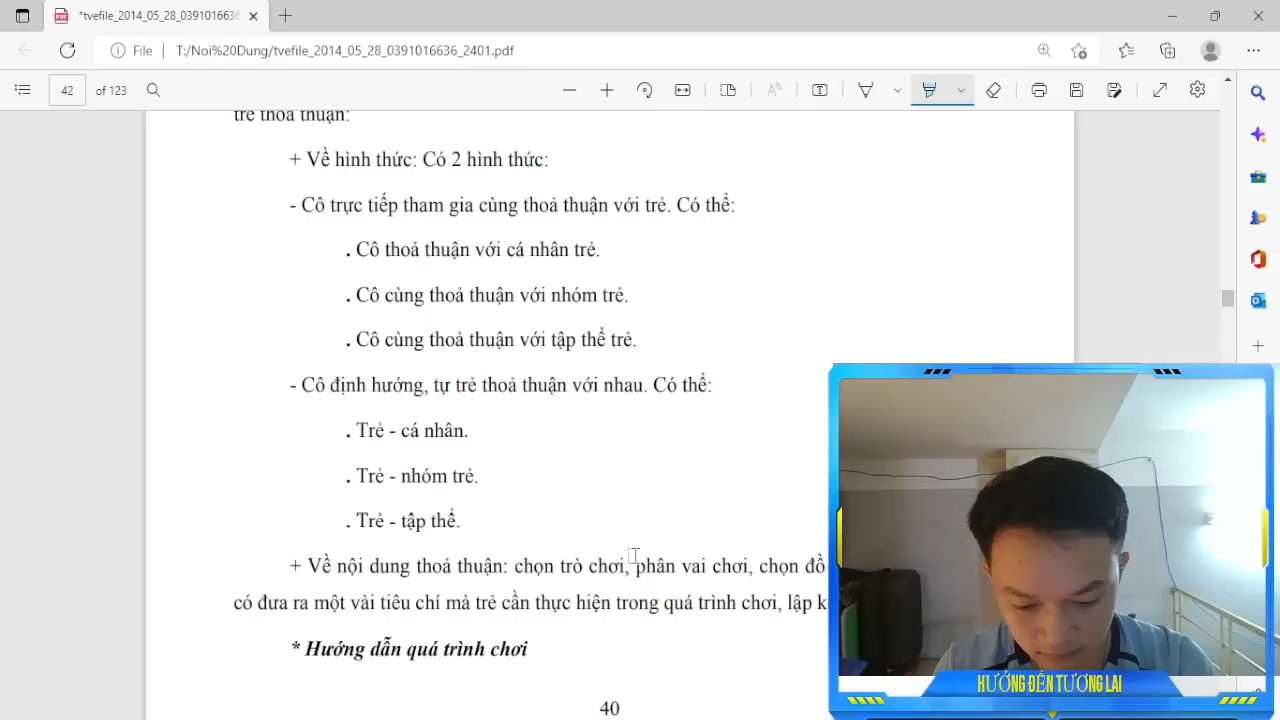 *tvefile_2014_05_28_0391016636
File
T:/Noi%20Dung/tvefile_2014_05_28_0391016636_2401.pdf
42 of 123
trẻ thoả thuận:
+ Về hình thức: Có 2 hình thức:
- Cô trực tiếp tham gia cùng thoả thuận với trẻ. Có thể:
. Cô thoả thuận với cá nhân trẻ.
. Cô cùng thoả thuận với nhóm trẻ.
. Cô cùng thoả thuận với tập thể trẻ.
- Cô định hướng, tự trẻ thoả thuận với nhau. Có thể:
. Trẻ - cá nhân.
. Trẻ - nhóm trẻ.
. Trẻ - tập thể.
+ Về nội dung thoả thuận: chọn trò chơi, phân vai chơi, chọn đồ
có đưa ra một vài tiêu chí mà trẻ cần thực hiện trong quá trình chơi, lập
* Hướng dẫn quá trình chơi
40
HƯỚNG ĐẾN TƯƠNG LAI